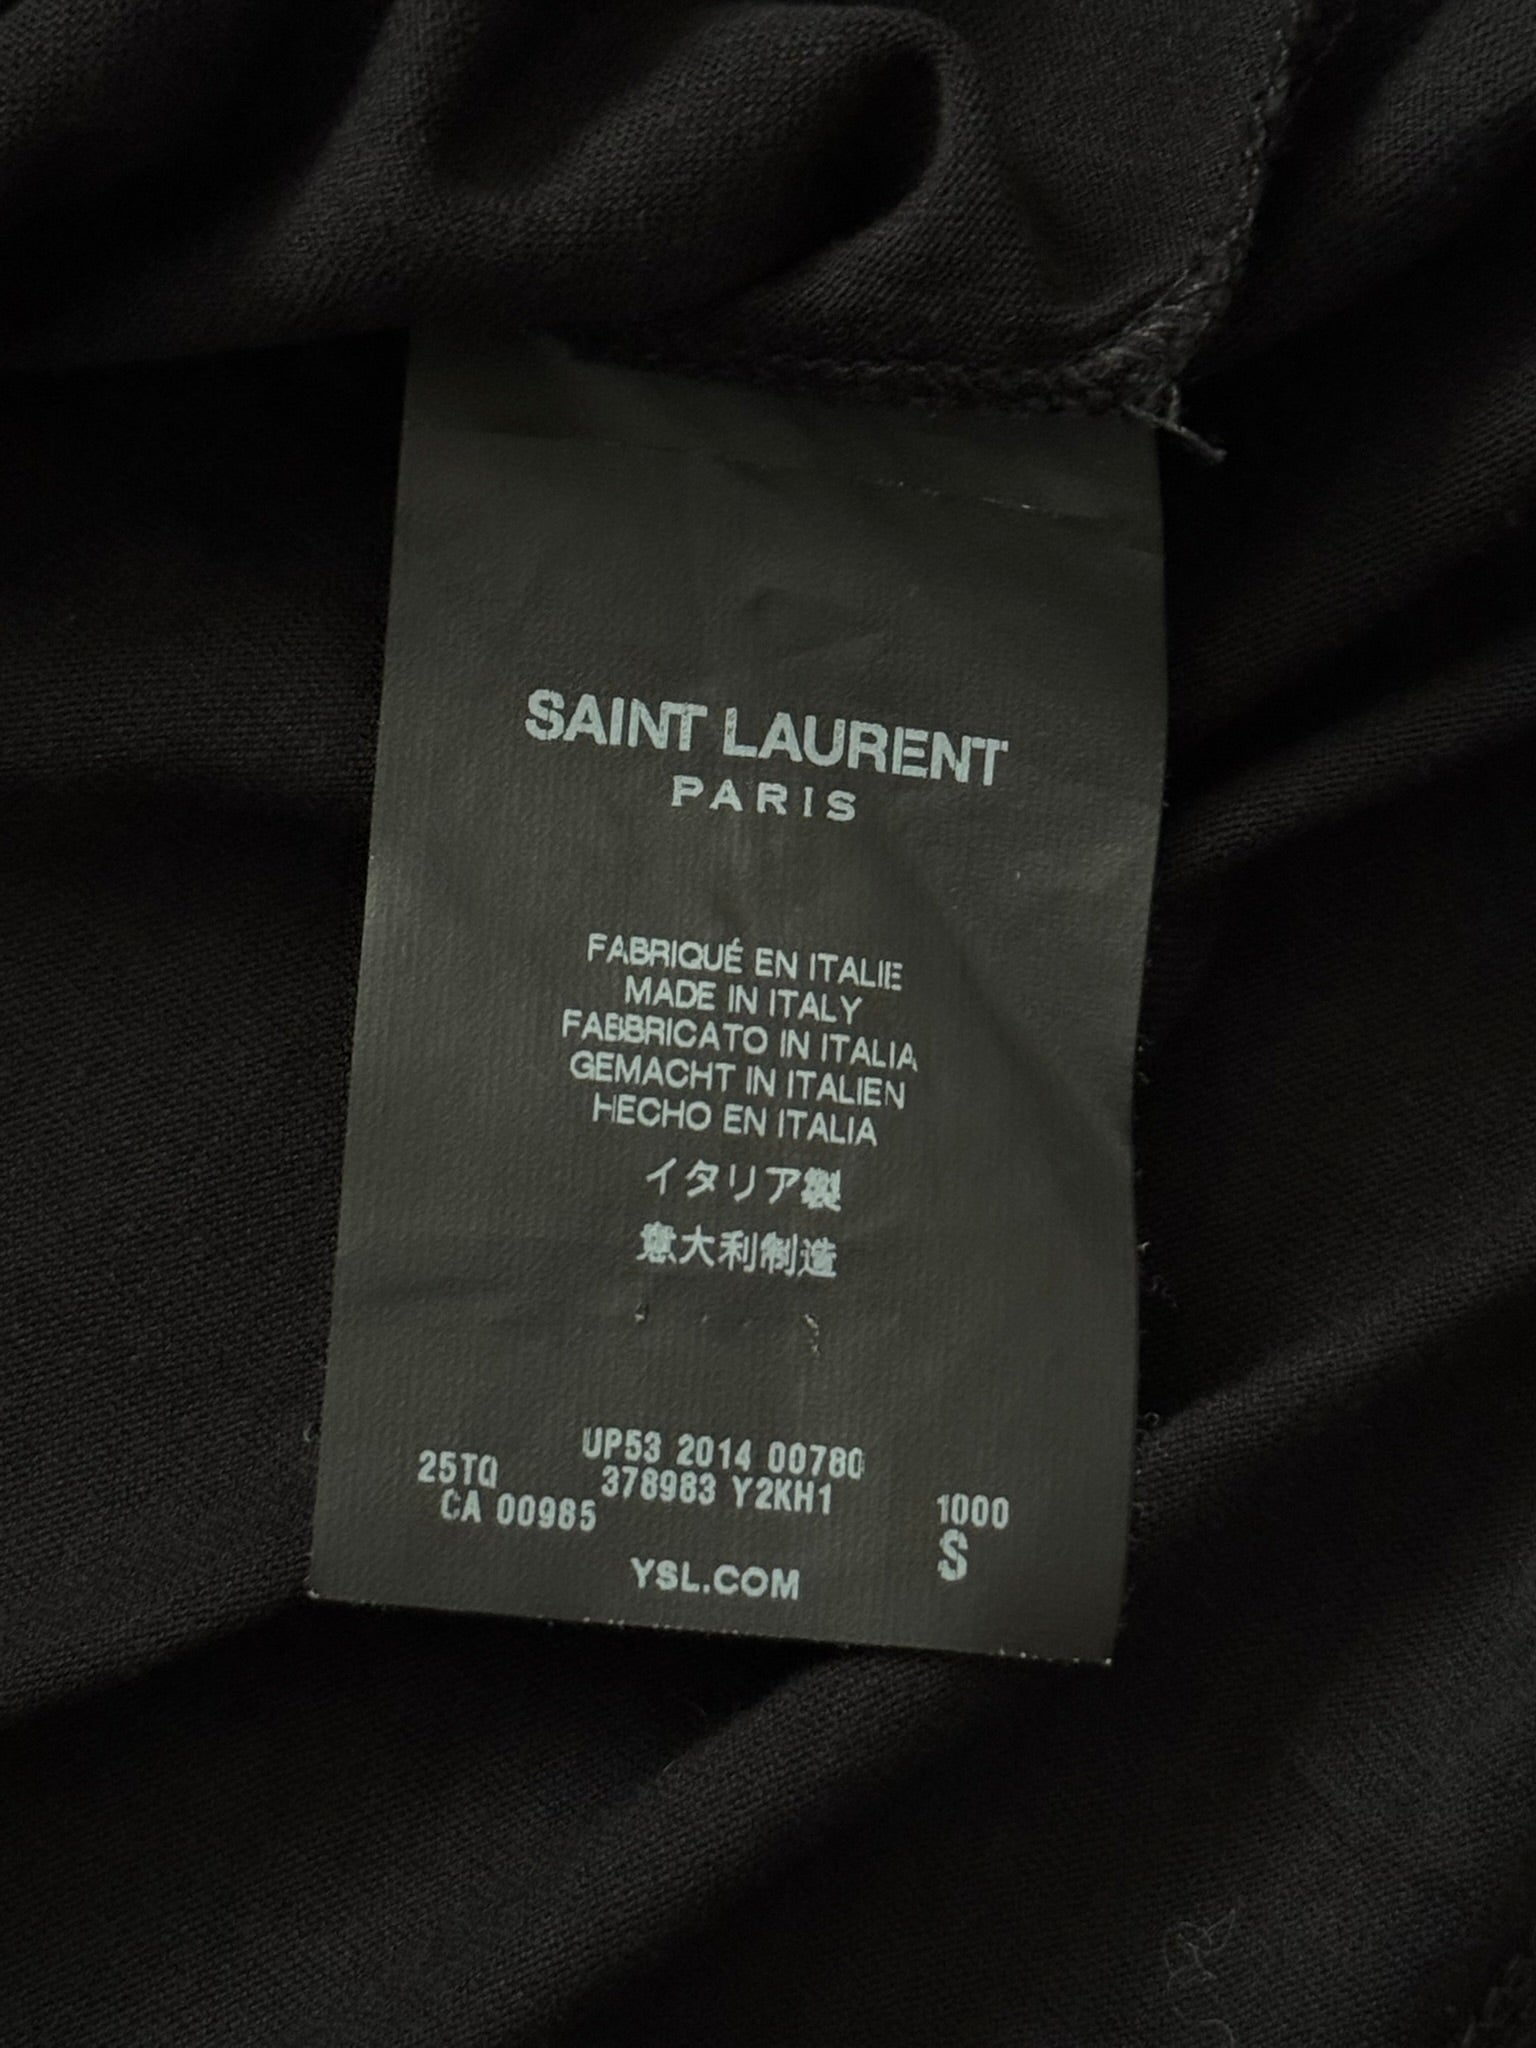 SAINT LAURENT
PARIS
FABRIQUÉ EN ITALIE
MADE IN ITALY
FABBRICATO IN ITALIA
GEMACHT IN ITALIEN
HECHO EN ITALIA
イタリア製
意大利制造
UP53 2014 00780
25TQ 378983 Y2KH1 1000
CA 00985 S
YSL.COM